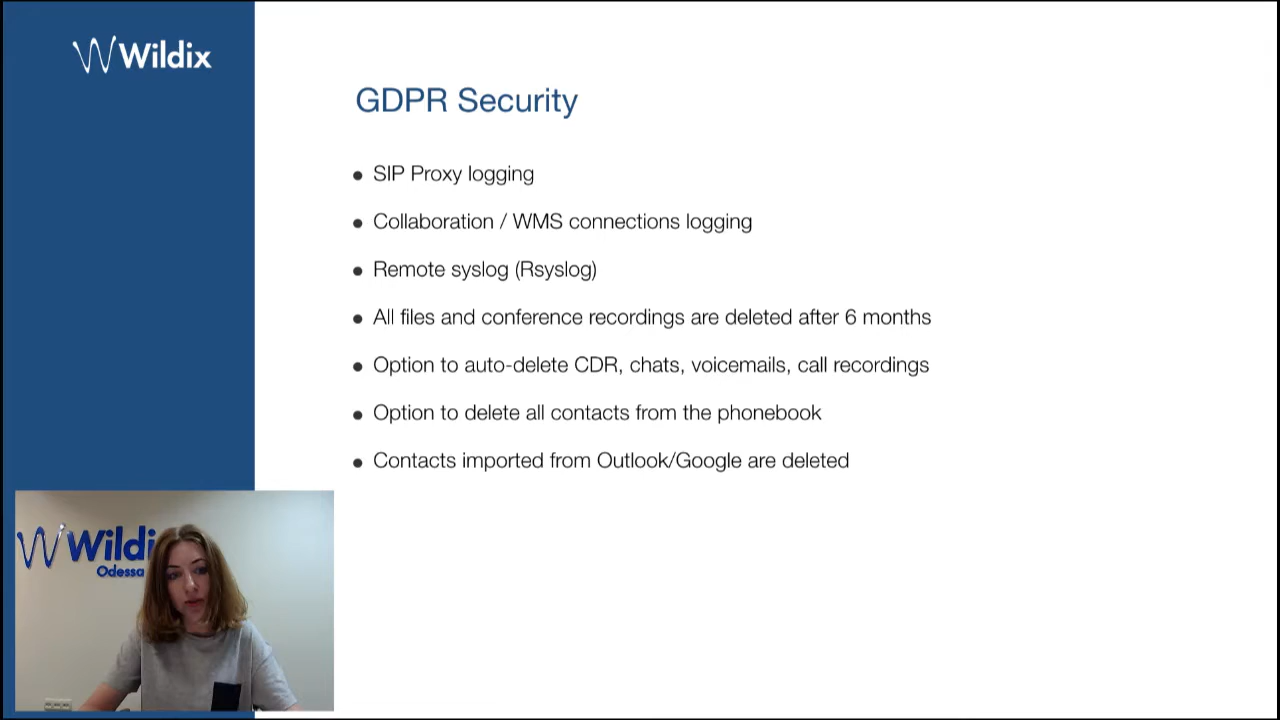 Wildix
GDPR Security
SIP Proxy logging
Collaboration / WMS connections logging
Remote syslog (Rsyslog)
All files and conference recordings are deleted after 6 months
Option to auto-delete CDR, chats, voicemails, call recordings
Option to delete all contacts from the phonebook
Contacts imported from Outlook/Google are deleted
Wildi
Odessa